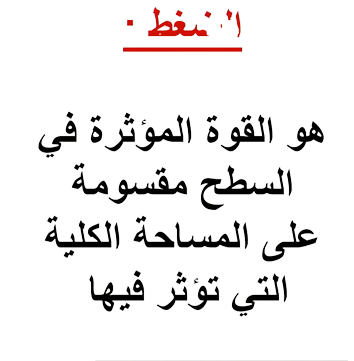 الضغط :
هو القوة المؤثرة في
السطح مقسومة
على المساحة الكلية
التي تؤثر فيها